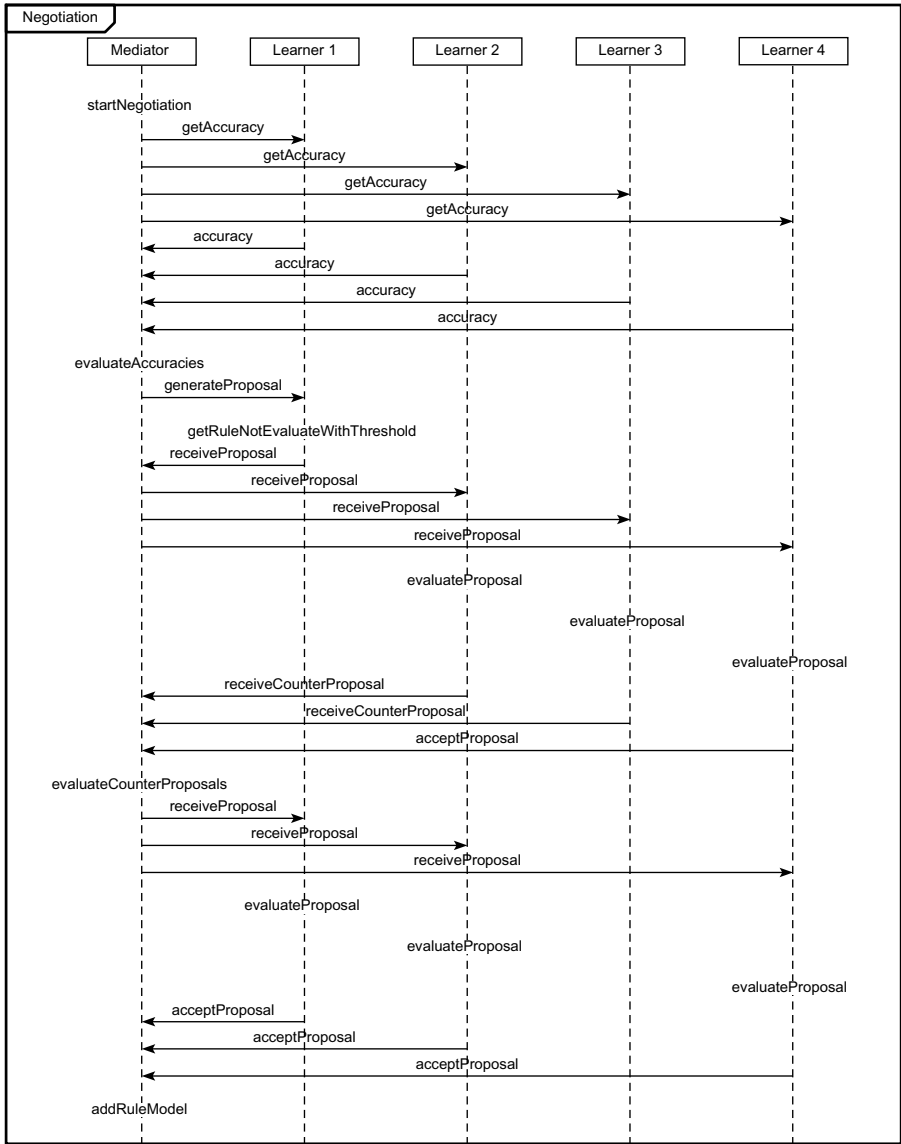 Negotiation
Mediator
Learner 1
Learner 2
Learner 3
Learner 4
startNegotiation
getAccuracy
getAccuracy
getAccuracy
getAccuracy
accuracy
accuracy
accuracy
accuracy
evaluateAccuracies
generateProposal
getRuleNotEvaluateWithThreshold
receiveProposal
receiveProposal
receiveProposal
receiveProposal
evaluateProposal
evaluateProposal
evaluateProposal
receiveCounterProposal
receiveCounterProposal
acceptProposal
evaluateCounterProposals
receiveProposal
receiveProposal
receiveProposal
evaluateProposal
evaluateProposal
evaluateProposal
acceptProposal
acceptProposal
acceptProposal
addRuleModel